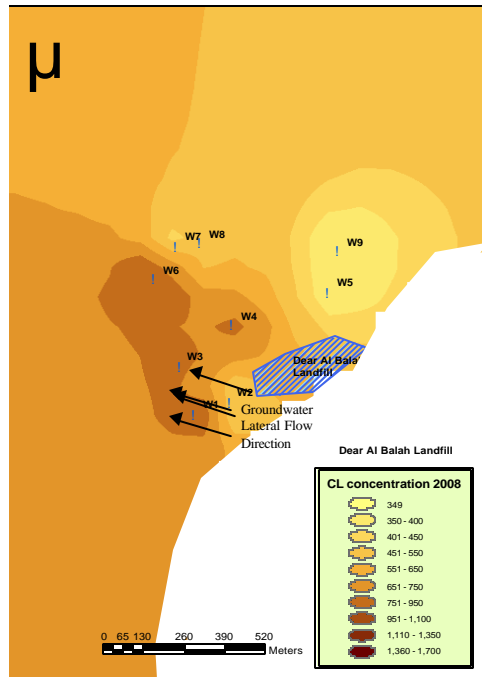 µ
W7 W8
W9
W6
W5
W4
W3
Dear Al Balah
Landfill
W2
W1
Groundwater
Lateral Flow
Direction
Dear Al Balah Landfill
CL concentration 2008
349
350 - 400
401 - 450
451 - 550
551 - 650
651 - 750
751 - 950
951 - 1,100
1,110 - 1,350
1,360 - 1,700
0 65 130 260 390 520
Meters